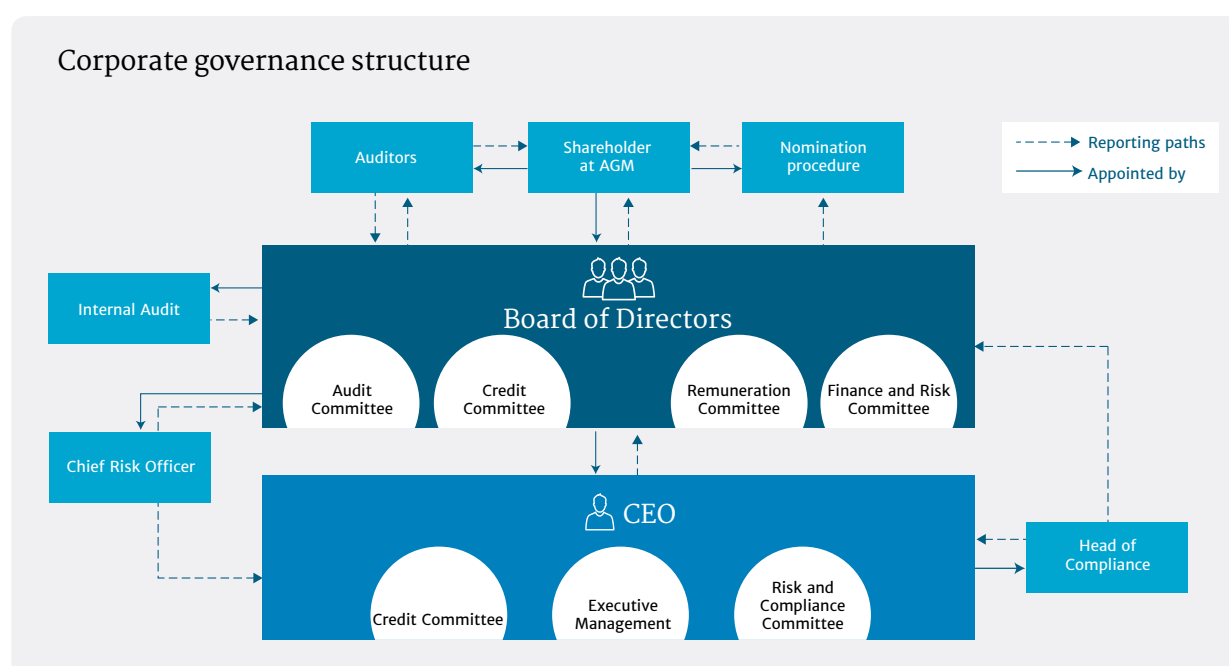 Corporate governance structure
Auditors
Shareholder
at AGM
Nomination
procedure
Reporting paths
Appointed by
Internal Audit
Board of Directors
Audit
Committee
Credit
Committee
Remuneration
Committee
Finance and Risk
Committee
Chief Risk Officer
CEO
Head of
Compliance
Credit Committee
Executive
Management
Risk and
Compliance
Committee